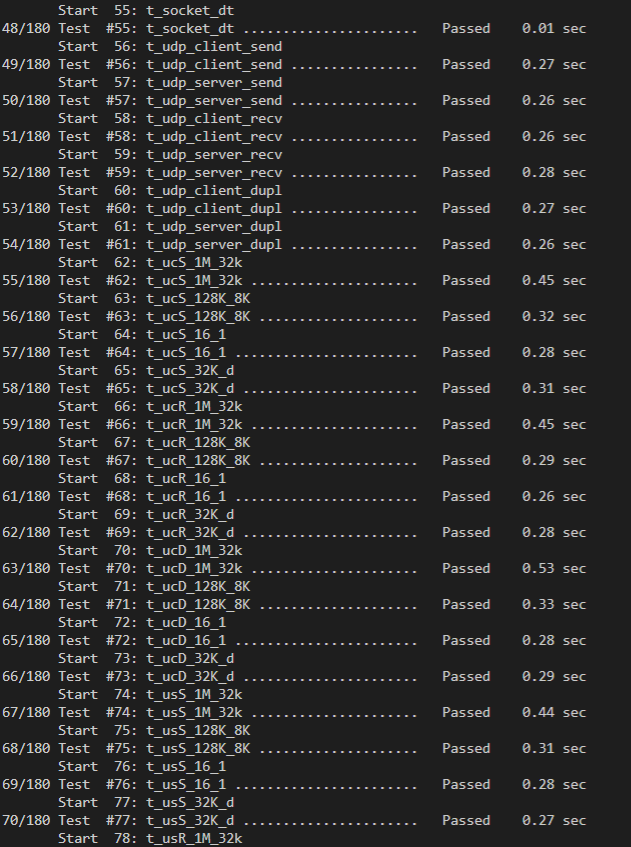 Start  55: t_socket_dt
48/180 Test  #55: t_socket_dt ......................   Passed    0.01 sec
Start  56: t_udp_client_send
49/180 Test  #56: t_udp_client_send ................   Passed    0.27 sec
Start  57: t_udp_server_send
50/180 Test  #57: t_udp_server_send ................   Passed    0.26 sec
Start  58: t_udp_client_recv
51/180 Test  #58: t_udp_client_recv ................   Passed    0.26 sec
Start  59: t_udp_server_recv
52/180 Test  #59: t_udp_server_recv ................   Passed    0.28 sec
Start  60: t_udp_client_dupl
53/180 Test  #60: t_udp_client_dupl ................   Passed    0.27 sec
Start  61: t_udp_server_dupl
54/180 Test  #61: t_udp_server_dupl ................   Passed    0.26 sec
Start  62: t_ucS_1M_32k
55/180 Test  #62: t_ucS_1M_32k .....................   Passed    0.45 sec
Start  63: t_ucS_128K_8K
56/180 Test  #63: t_ucS_128K_8K ....................   Passed    0.32 sec
Start  64: t_ucS_16_1
57/180 Test  #64: t_ucS_16_1 .......................   Passed    0.28 sec
Start  65: t_ucS_32K_d
58/180 Test  #65: t_ucS_32K_d ......................   Passed    0.31 sec
Start  66: t_ucR_1M_32k
59/180 Test  #66: t_ucR_1M_32k .....................   Passed    0.45 sec
Start  67: t_ucR_128K_8K
60/180 Test  #67: t_ucR_128K_8K ....................   Passed    0.29 sec
Start  68: t_ucR_16_1
61/180 Test  #68: t_ucR_16_1 .......................   Passed    0.26 sec
Start  69: t_ucR_32K_d
62/180 Test  #69: t_ucR_32K_d ......................   Passed    0.28 sec
Start  70: t_ucD_1M_32k
63/180 Test  #70: t_ucD_1M_32k .....................   Passed    0.53 sec
Start  71: t_ucD_128K_8K
64/180 Test  #71: t_ucD_128K_8K ....................   Passed    0.33 sec
Start  72: t_ucD_16_1
65/180 Test  #72: t_ucD_16_1 .......................   Passed    0.28 sec
Start  73: t_ucD_32K_d
66/180 Test  #73: t_ucD_32K_d ......................   Passed    0.29 sec
Start  74: t_usS_1M_32k
67/180 Test  #74: t_usS_1M_32k .....................   Passed    0.44 sec
Start  75: t_usS_128K_8K
68/180 Test  #75: t_usS_128K_8K ....................   Passed    0.31 sec
Start  76: t_usS_16_1
69/180 Test  #76: t_usS_16_1 .......................   Passed    0.28 sec
Start  77: t_usS_32K_d
70/180 Test  #77: t_usS_32K_d ......................   Passed    0.27 sec
Start  78: t_usR_1M_32k